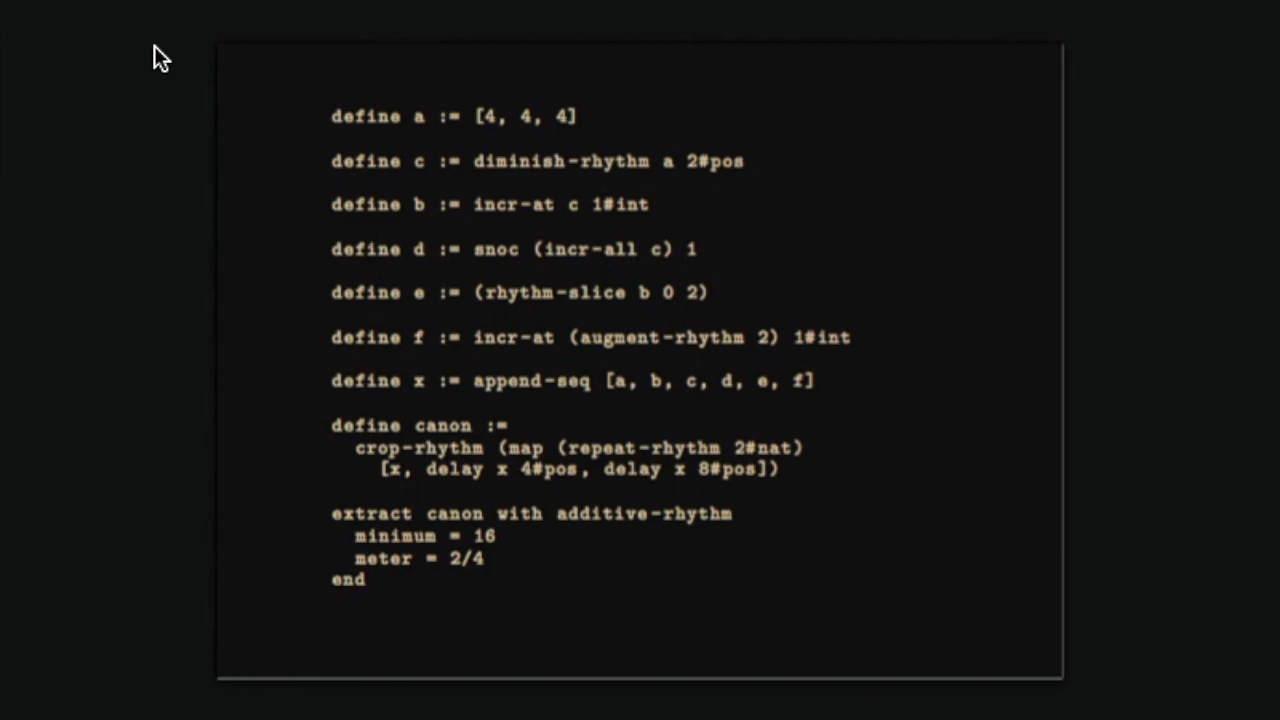 define a := [4, 4, 4]
define c := diminish-rhythm a 2#pos
define b := incr-at c 1#int
define d := snoc (incr-all c) 1
define e := (rhythm-slice b 0 2)
define f := incr-at (augment-rhythm 2) 1#int
define x := append-seq [a, b, c, d, e, f]
define canon :=
crop-rhythm (map (repeat-rhythm 2#nat)
[x, delay x 4#pos, delay x 8#pos])
extract canon with additive-rhythm
minimum = 16
meter = 2/4
end